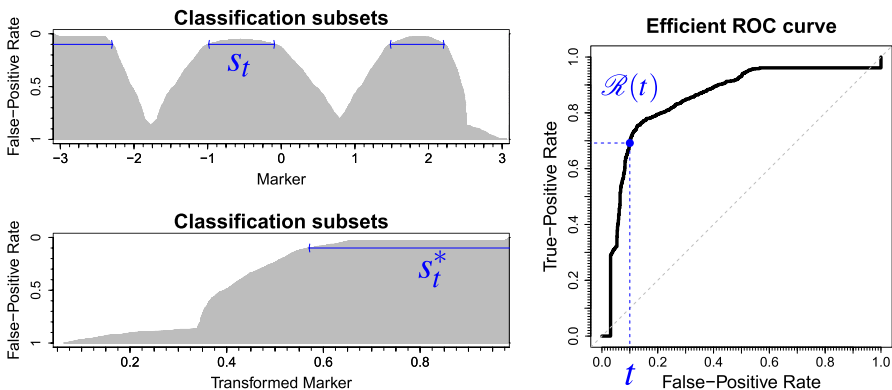 Classification subsets
False−Positive Rate
0
0.5
1
s_t
−3 −2 −1 0 1 2 3
Marker
Classification subsets
False−Positive Rate
0
0.5
1
s_t^*
0.2 0.4 0.6 0.8
Transformed Marker
Efficient ROC curve
True−Positive Rate
1.0
0.8
0.6
0.4
0.2
0.0
ℛ(t)
0.0 0.2 0.4 0.6 0.8 1.0
t
False−Positive Rate